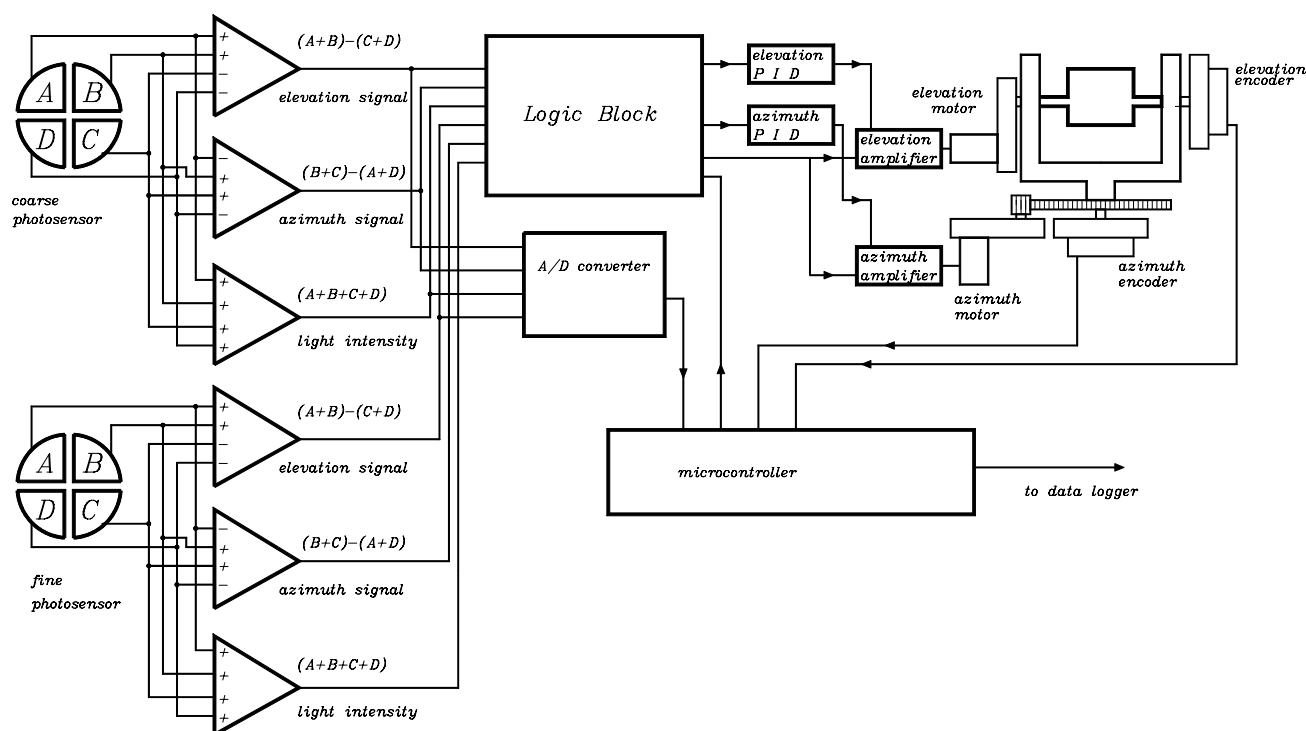 A B
D C
coarse
photosensor
+
+
−
−
(A+B)−(C+D)
elevation signal
−
+
+
−
(B+C)−(A+D)
azimuth signal
+
+
+
+
(A+B+C+D)
light intensity
A B
D C
fine
photosensor
+
+
−
−
(A+B)−(C+D)
elevation signal
−
+
+
−
(B+C)−(A+D)
azimuth signal
+
+
+
+
(A+B+C+D)
light intensity
Logic Block
A/D converter
elevation
P I D
azimuth
P I D
elevation
amplifier
azimuth
amplifier
elevation
motor
elevation
encoder
azimuth
motor
azimuth
encoder
microcontroller
to data logger